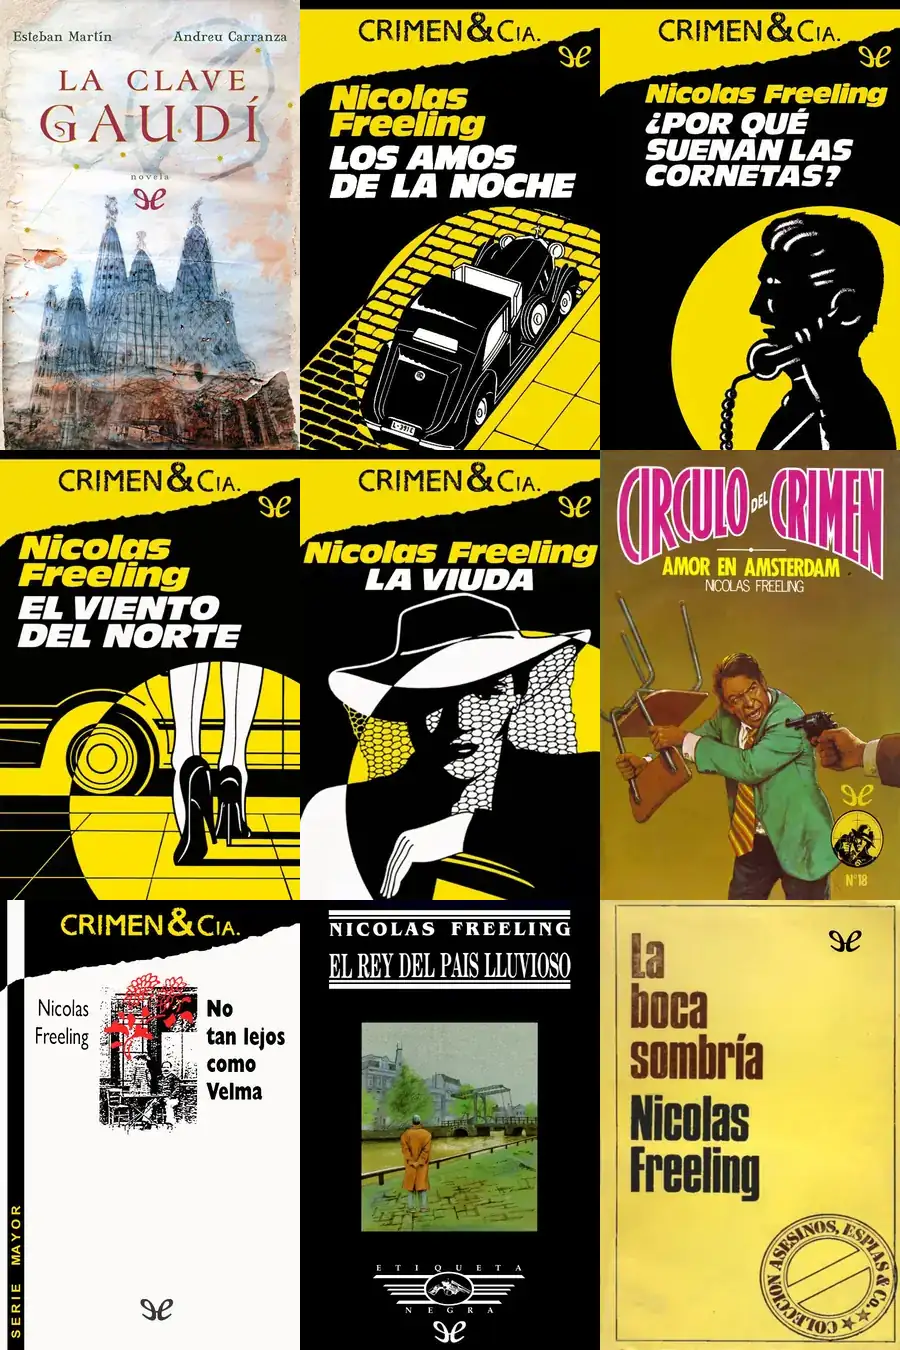 Esteban Martín
Andreu Carranza
LA CLAVE
GAUDÍ
novela
CRIMEN & CIA.
Nicolas
Freeling
LOS AMOS
DE LA NOCHE
CRIMEN & CIA.
Nicolas Freeling
¿POR QUÉ
SUENAN LAS
CORNETAS?
CRIMEN & CIA.
Nicolas
Freeling
EL VIENTO
DEL NORTE
CRIMEN & CIA.
Nicolas Freeling
LA VIUDA
CIRCULO DEL CRIMEN
AMOR EN AMSTERDAM
NICOLAS FREELING
Nº18
CRIMEN & CIA.
Nicolas
Freeling
No
tan lejos
como
Velma
SERIE MAYOR
NICOLAS FREELING
EL REY DEL PAIS LLUVIOSO
ETIQUETA
NEGRA
La
boca
sombría
Nicolas
Freeling
COLECCION ASESINOS, ESPIAS & Co.